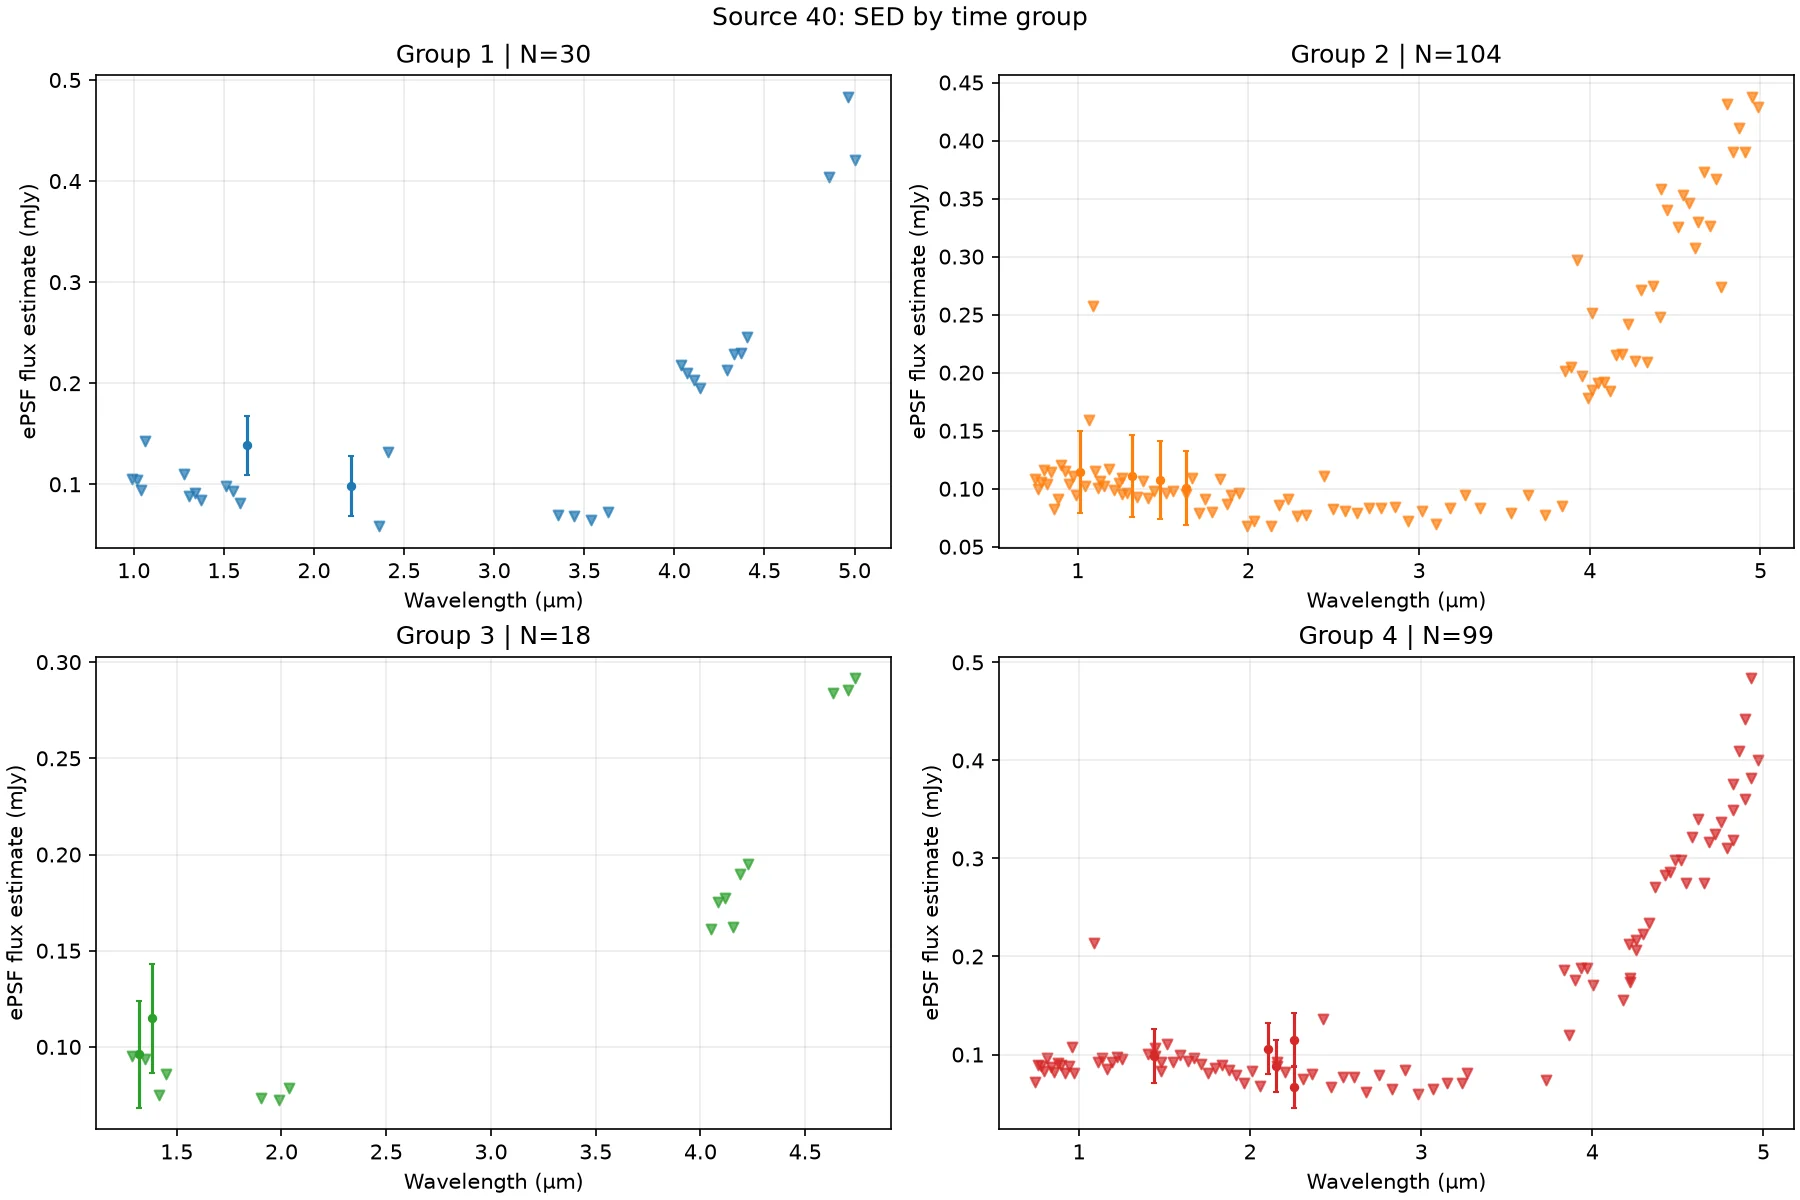 Source 40: SED by time group
Group 1 | N=30
ePSF flux estimate (mJy)
0.5
0.4
0.3
0.2
0.1
1.0 1.5 2.0 2.5 3.0 3.5 4.0 4.5 5.0
Wavelength (μm)
Group 2 | N=104
ePSF flux estimate (mJy)
0.45
0.40
0.35
0.30
0.25
0.20
0.15
0.10
0.05
1 2 3 4 5
Wavelength (μm)
Group 3 | N=18
ePSF flux estimate (mJy)
0.30
0.25
0.20
0.15
0.10
1.5 2.0 2.5 3.0 3.5 4.0 4.5
Wavelength (μm)
Group 4 | N=99
ePSF flux estimate (mJy)
0.5
0.4
0.3
0.2
0.1
1 2 3 4 5
Wavelength (μm)